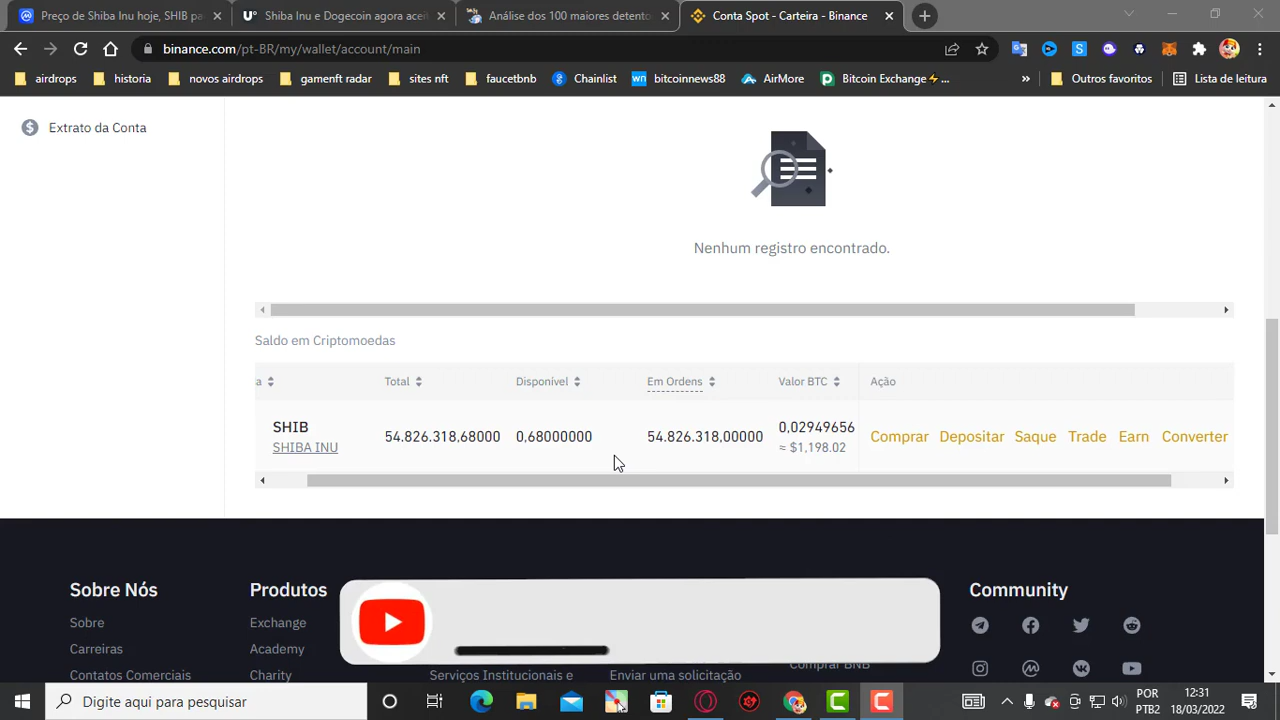 Preço de Shiba Inu hoje, SHIB pa
Shiba Inu e Dogecoin agora ace
Análise dos 100 maiores detento
Conta Spot - Carteira - Binance
binance.com/pt-BR/my/wallet/account/main
airdrops
historia
novos airdrops
gamenft radar
sites nft
faucetbnb
Chainlist
bitcoinnews88
AirMore
Bitcoin Exchange⚡...
»
Outros favoritos
Lista de leitura
Extrato da Conta
Nenhum registro encontrado.
Saldo em Criptomoedas
a Total Disponível Em Ordens Valor BTC Ação
SHIB
SHIBA INU
54.826.318,68000
0,68000000
54.826.318,00000
0,02949656
≈ $1,198.02
Comprar Depositar Saque Trade Earn Converter
Sobre Nós
Sobre
Carreiras
Contatos Comerciais
Produtos
Exchange
Academy
Charity
Serviços Institucionais e
Enviar uma solicitação
Community
Digite aqui para pesquisar
POR
PTB2
12:31
18/03/2022